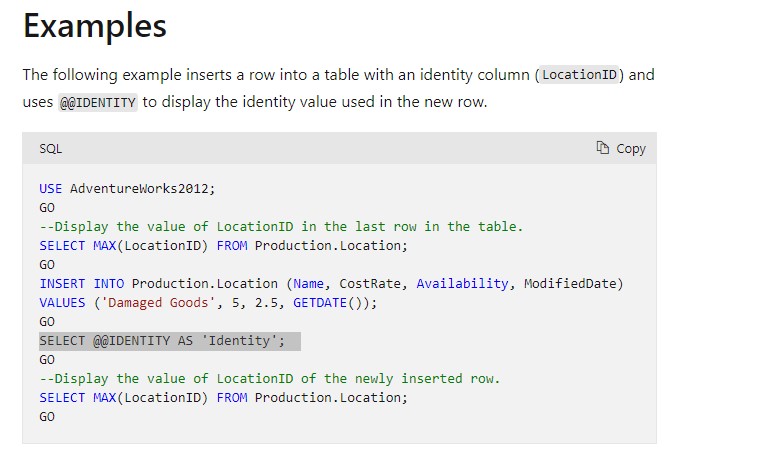 Examples
The following example inserts a row into a table with an identity column (LocationID) and
uses @@IDENTITY to display the identity value used in the new row.
SQL
Copy
USE AdventureWorks2012;
GO
--Display the value of LocationID in the last row in the table.
SELECT MAX(LocationID) FROM Production.Location;
GO
INSERT INTO Production.Location (Name, CostRate, Availability, ModifiedDate)
VALUES ('Damaged Goods', 5, 2.5, GETDATE());
GO
SELECT @@IDENTITY AS 'Identity';
GO
--Display the value of LocationID of the newly inserted row.
SELECT MAX(LocationID) FROM Production.Location;
GO